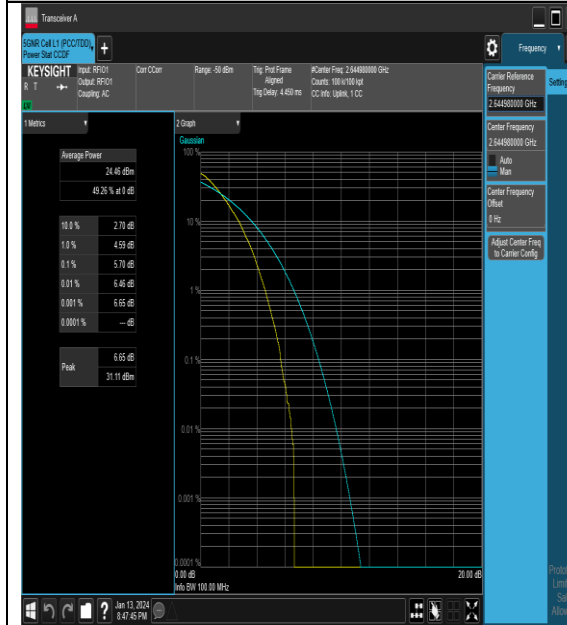 Transceiver A
5GNR Cell L1 (PCC/TDD),
Power Stat CCDF
+
Frequency
KEYSIGHT
R T
LV
Input: RFIO1
Output: RFIO1
Coupling: AC
Corr CCorr
Range: -50 dBm
Trig: Prot Frame
Aligned
Trig Delay: 4.450 ms
#Center Freq: 2.644980000 GHz
Counts: 100 k/100 kpt
CC Info: Uplink, 1 CC
Carrier Reference
Frequency
2.644980000 GHz
Setting
Center Frequency
2.644980000 GHz
Auto
Man
Center Frequency
Offset
0 Hz
Adjust Center Freq
to Carrier Config
1 Metrics
Average Power
24.46 dBm
49.26 % at 0 dB
10.0 % 2.70 dB
1.0 % 4.59 dB
0.1 % 5.70 dB
0.01 % 6.46 dB
0.001 % 6.65 dB
0.0001 % --- dB
Peak 6.65 dB
31.11 dBm
2 Graph
Gaussian
100 %
10 %
1 %
0.1 %
0.01 %
0.001 %
0.0001 %
0.00 dB 20.00 dB
Info BW 100.00 MHz
?
Jan 13, 2024
8:47:45 PM